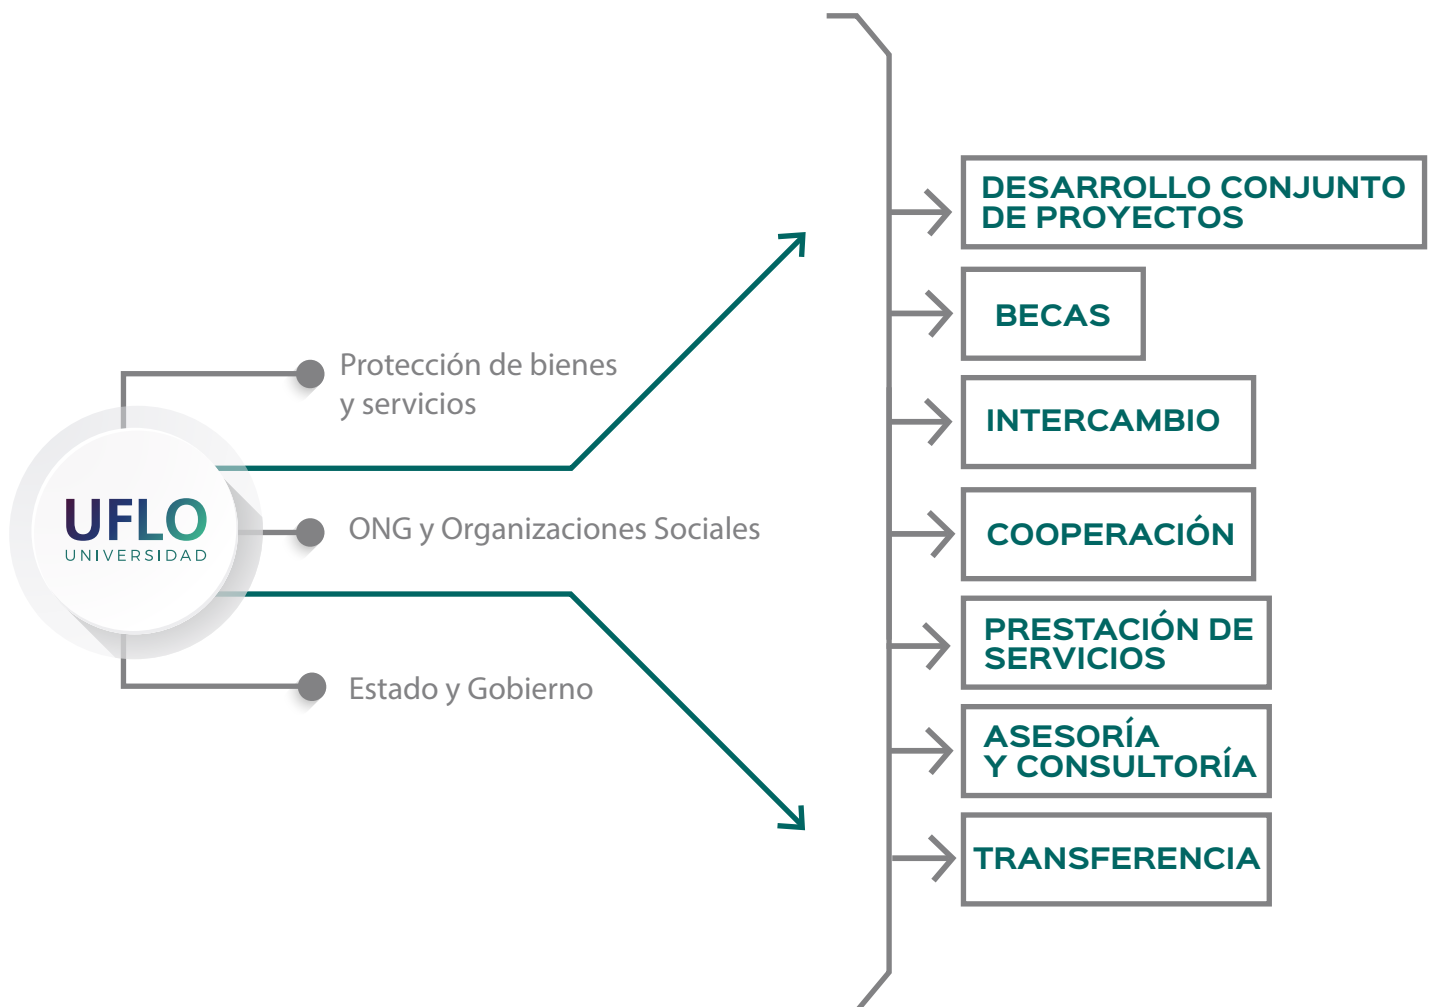 UFLO
UNIVERSIDAD
Protección de bienes
y servicios
ONG y Organizaciones Sociales
Estado y Gobierno
DESARROLLO CONJUNTO
DE PROYECTOS
BECAS
INTERCAMBIO
COOPERACIÓN
PRESTACIÓN DE
SERVICIOS
ASESORÍA
Y CONSULTORÍA
TRANSFERENCIA